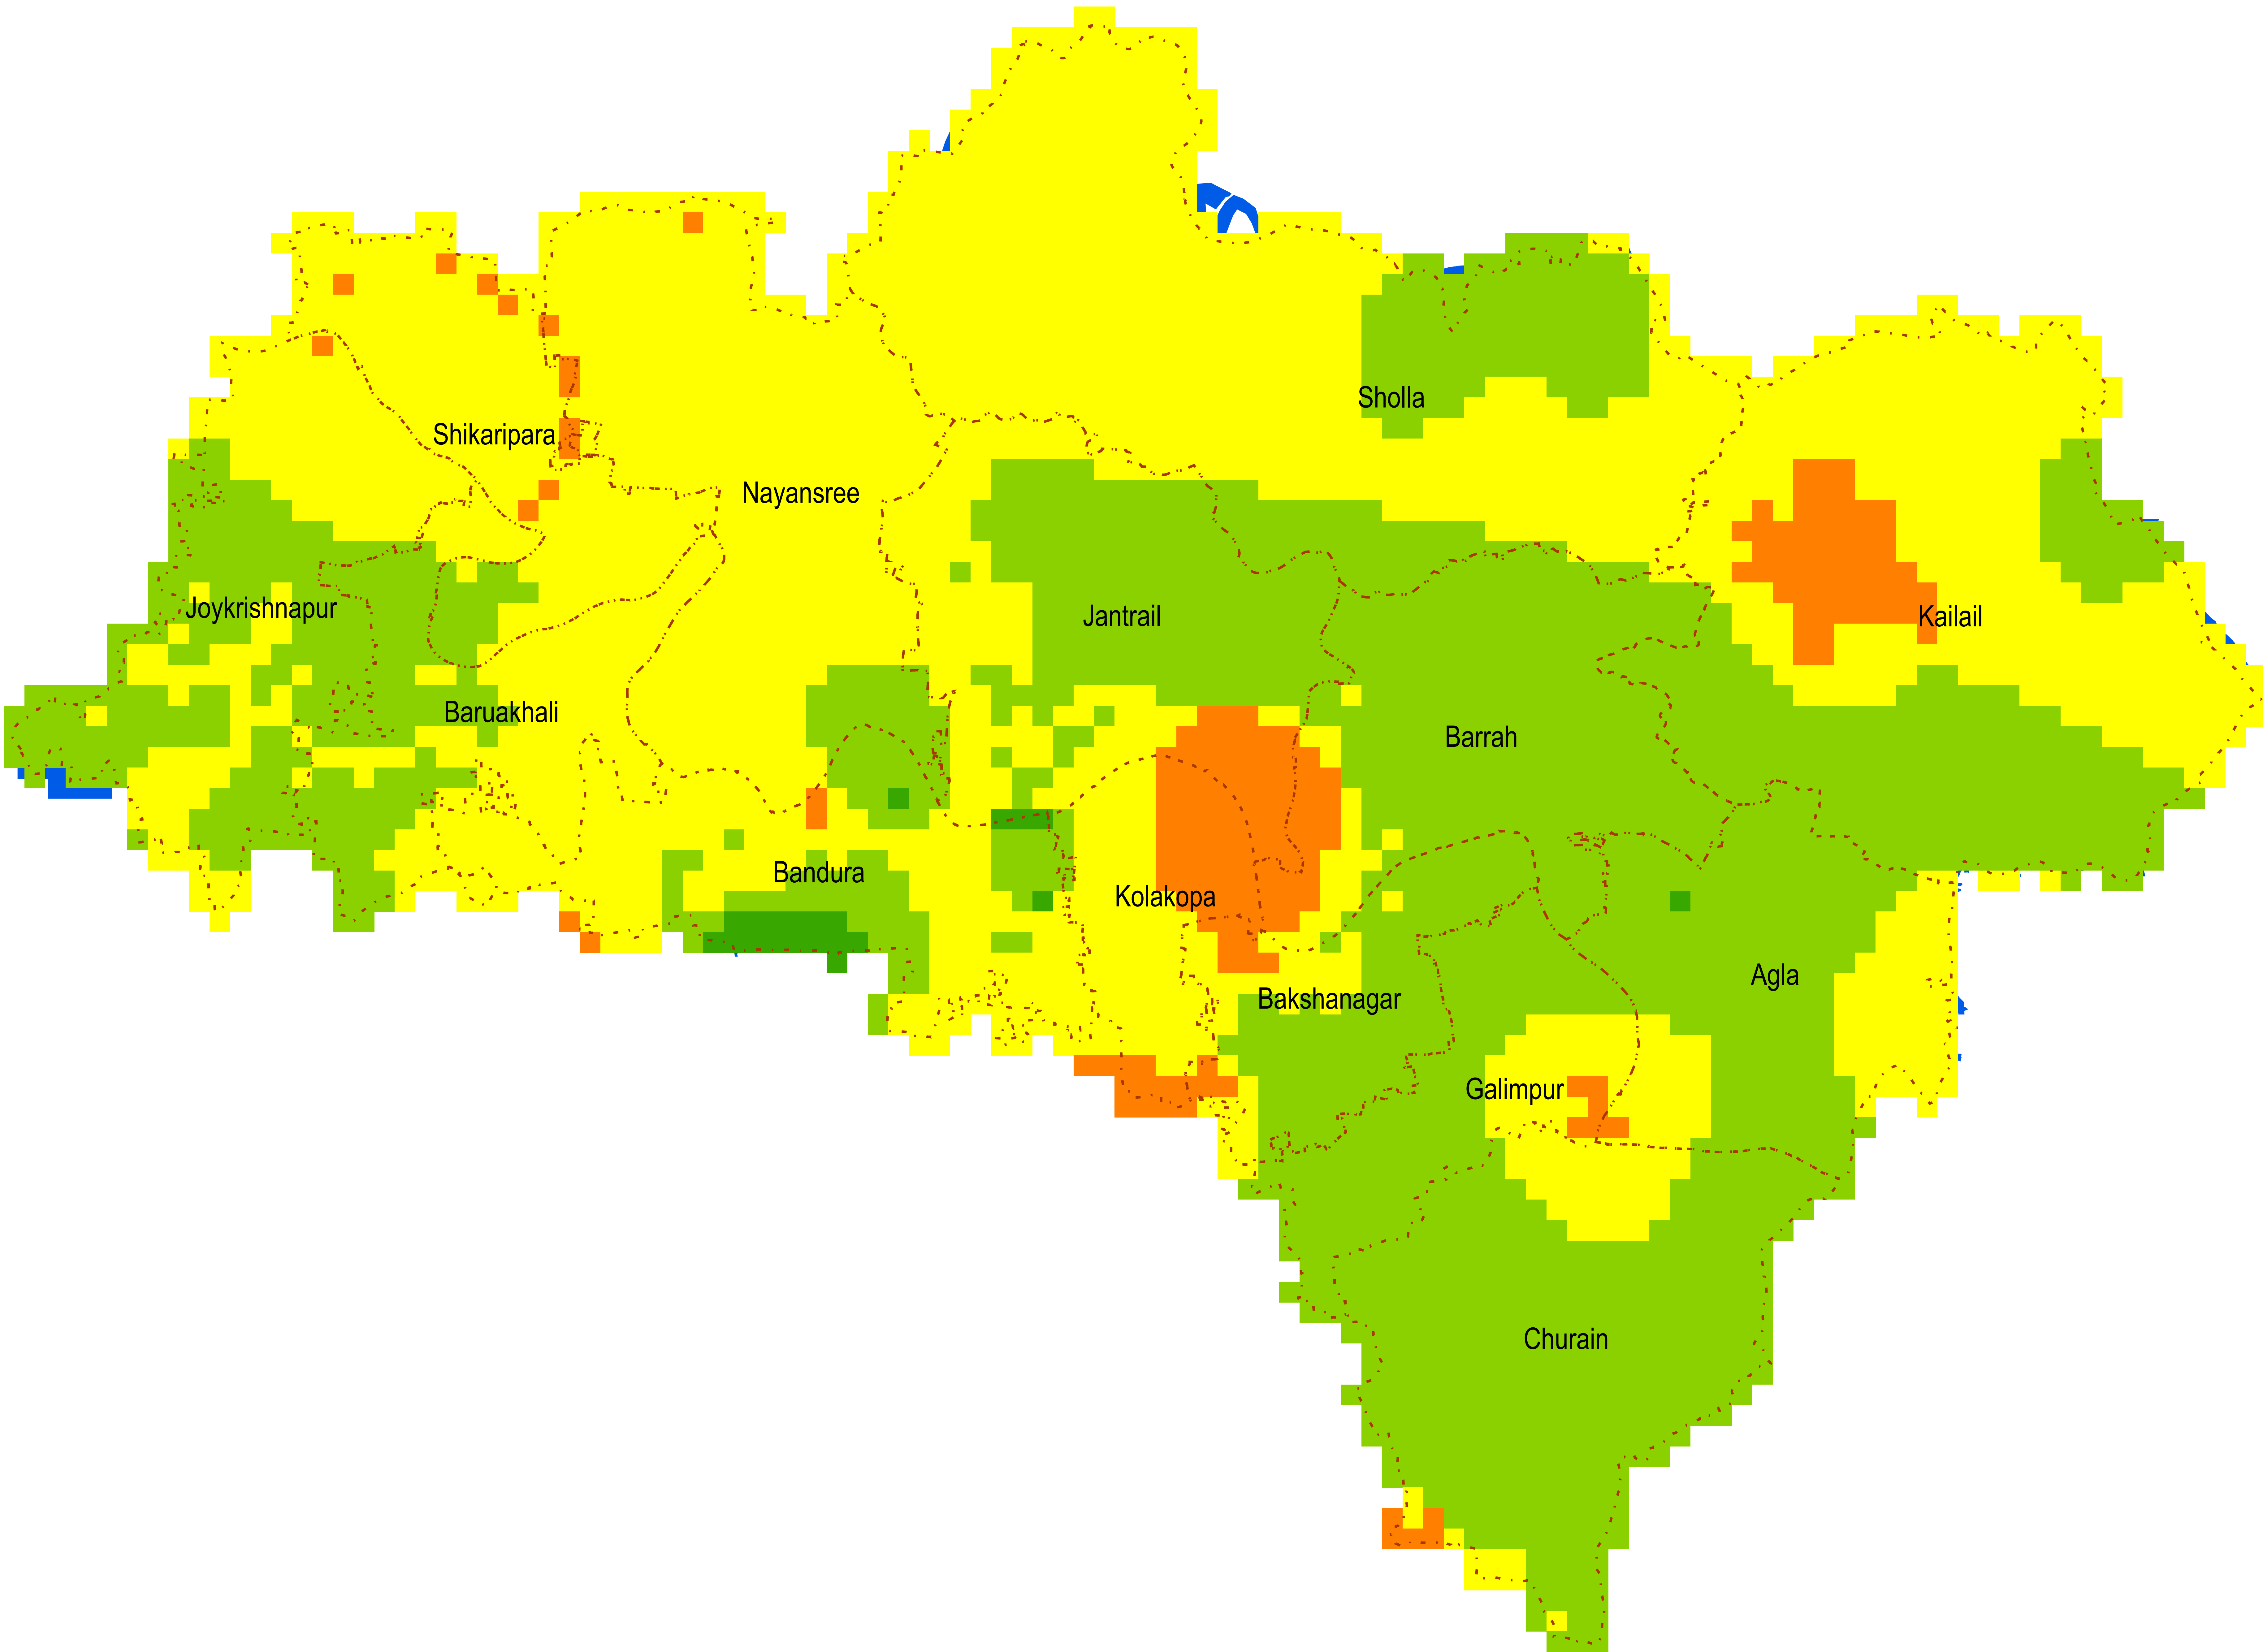 Sholla
Shikaripara
Nayansree
Joykrishnapur
Jantrail
Kailail
Baruakhali
Barrah
Bandura
Kolakopa
Agla
Bakshanagar
Galimpur
Churain